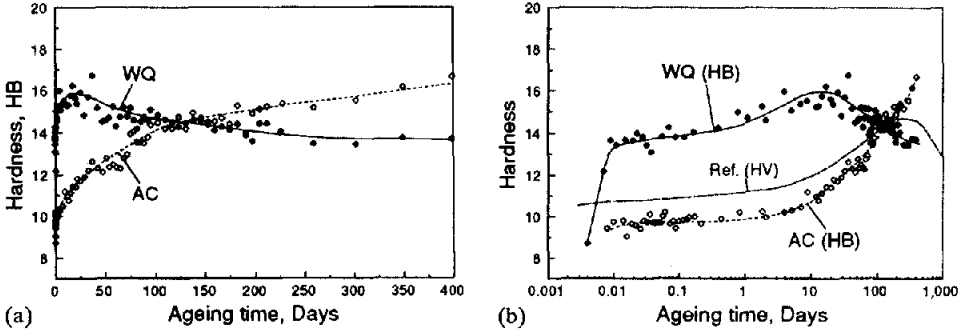 20
18
16
14
12
10
8
Hardness, HB
WQ
AC
0 50 100 150 200 250 300 350 400
Ageing time, Days
(a)
20
18
16
14
12
10
8
Hardness
WQ (HB)
Ref. (HV)
AC (HB)
0.001 0.01 0.1 1 10 100 1,000
Ageing time, Days
(b)